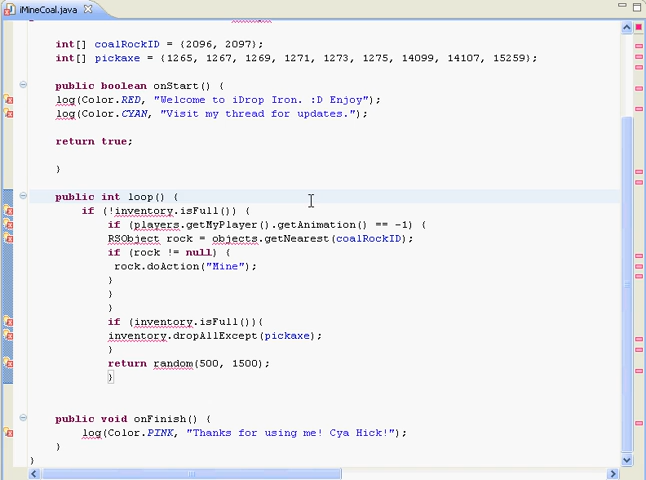 iMineCoal.java
int[] coalRockID = {2096, 2097};
int[] pickaxe = {1265, 1267, 1269, 1271, 1273, 1275, 14099, 14107, 15259};
public boolean onStart() {
log(Color.RED, "Welcome to iDrop Iron. :D Enjoy");
log(Color.CYAN, "Visit my thread for updates.");
return true;
}
public int loop() {
if (!inventory.isFull()) {
if (players.getMyPlayer().getAnimation() == -1) {
RSObject rock = objects.getNearest(coalRockID);
if (rock != null) {
rock.doAction("Mine");
}
}
}
if (inventory.isFull()){
inventory.dropAllExcept(pickaxe);
}
return random(500, 1500);
}
public void onFinish() {
log(Color.PINK, "Thanks for using me! Cya Hick!");
}
}